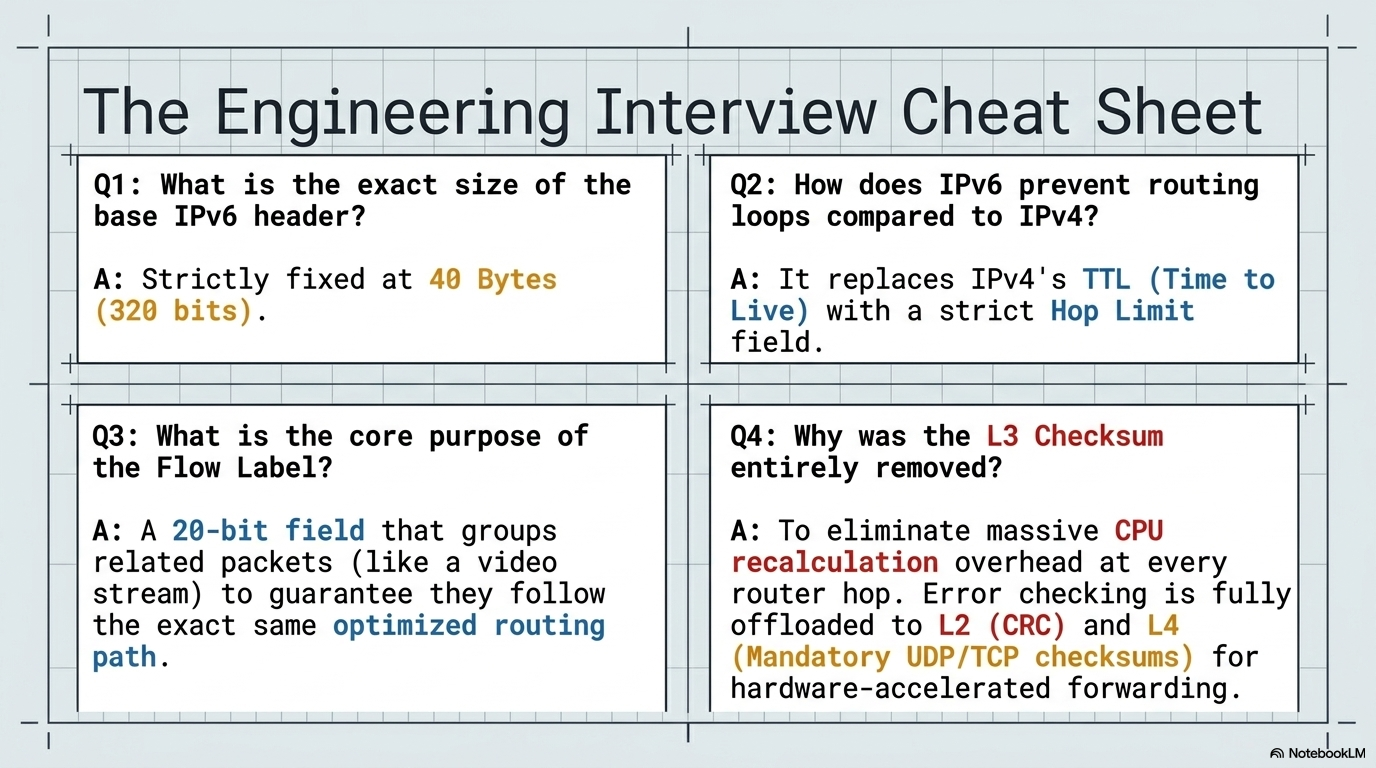 The Engineering Interview Cheat Sheet
Q1: What is the exact size of the
base IPv6 header?
A: Strictly fixed at 40 Bytes
(320 bits).
Q2: How does IPv6 prevent routing
loops compared to IPv4?
A: It replaces IPv4's TTL (Time to
Live) with a strict Hop Limit
field.
Q3: What is the core purpose of
the Flow Label?
A: A 20-bit field that groups
related packets (like a video
stream) to guarantee they follow
the exact same optimized routing
path.
Q4: Why was the L3 Checksum
entirely removed?
A: To eliminate massive CPU
recalculation overhead at every
router hop. Error checking is fully
offloaded to L2 (CRC) and L4
(Mandatory UDP/TCP checksums) for
hardware-accelerated forwarding.
NotebookLM